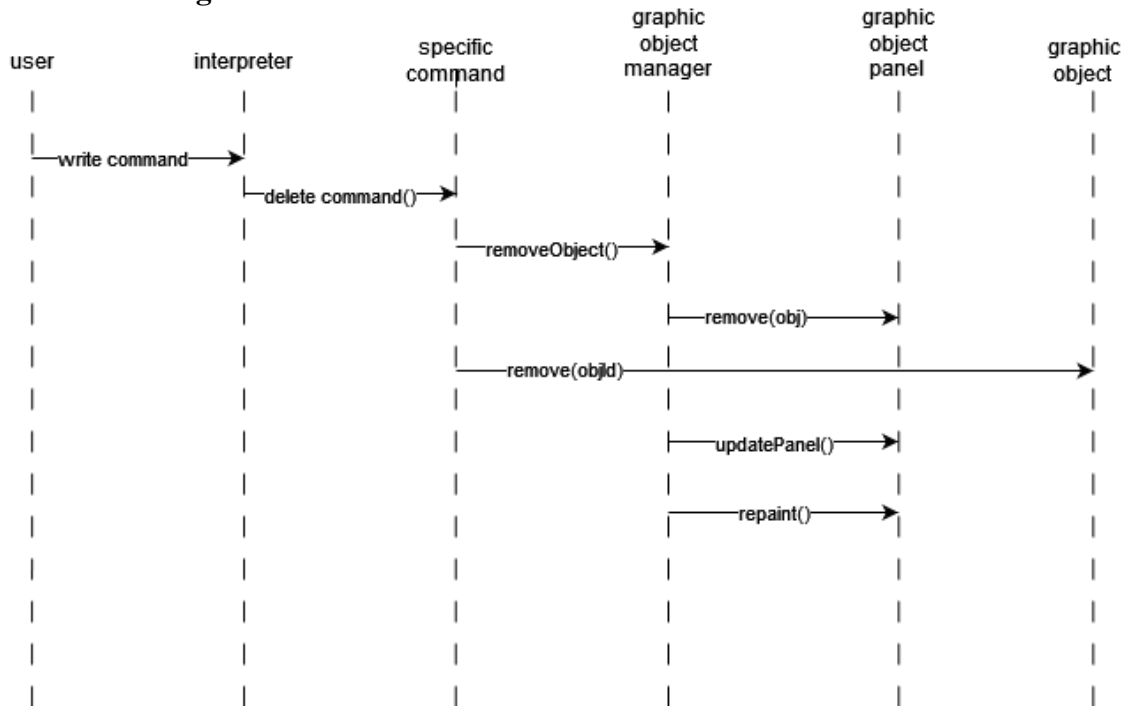 user
interpreter
specific
command
graphic
object
manager
graphic
object
panel
graphic
object
write command
delete command()
removeObject()
remove(obj)
remove(objId)
updatePanel()
repaint()